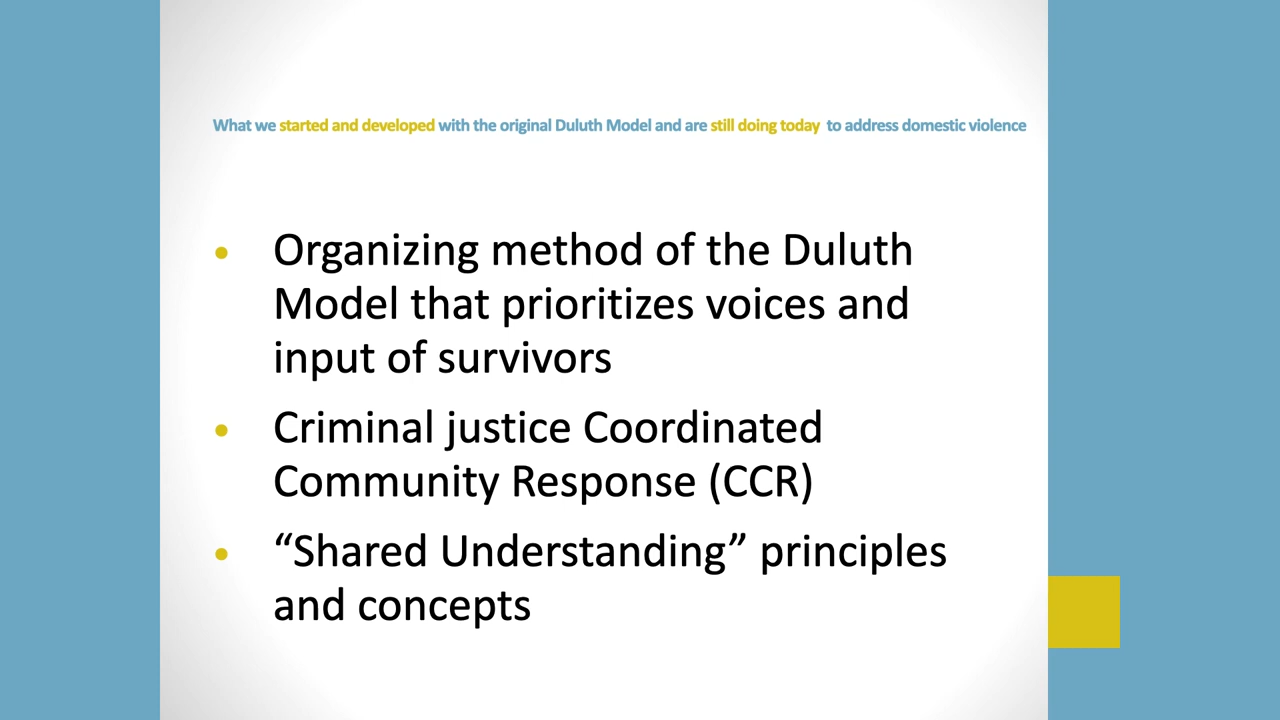 What we started and developed with the original Duluth Model and are still doing today to address domestic violence
• Organizing method of the Duluth
Model that prioritizes voices and
input of survivors
• Criminal justice Coordinated
Community Response (CCR)
• “Shared Understanding” principles
and concepts